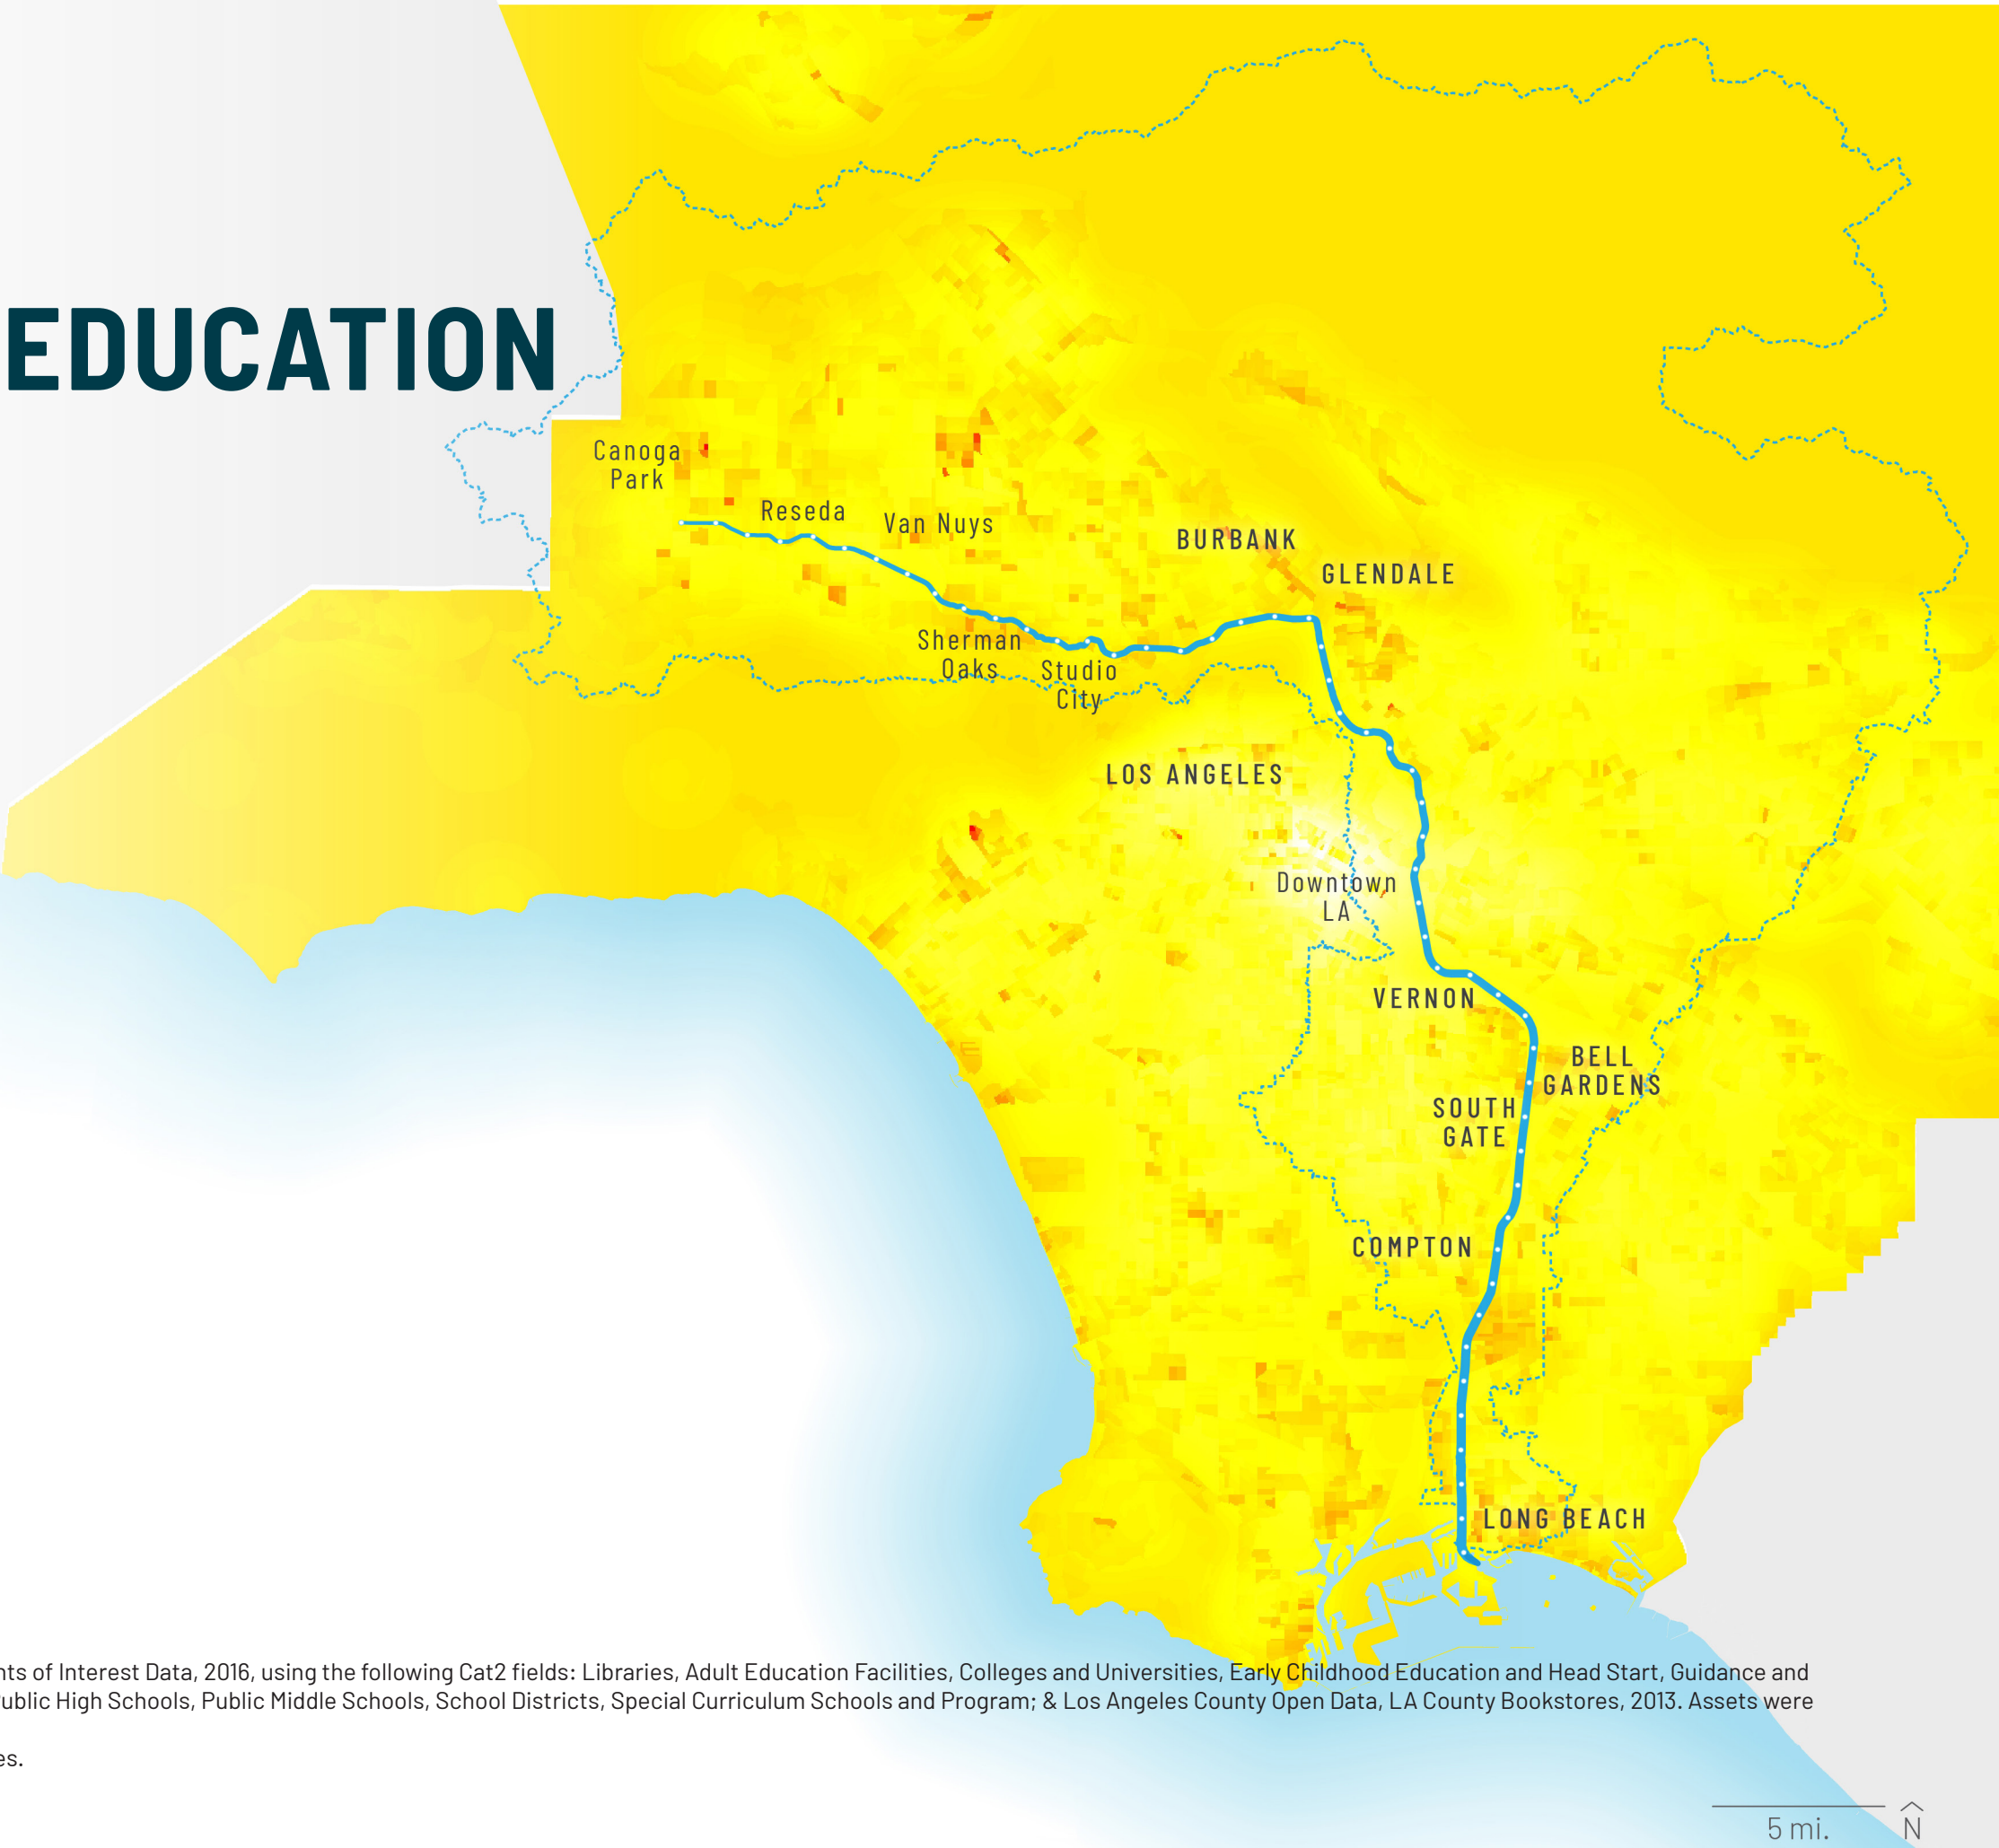 EDUCATION
Canoga
Park
Reseda
Van Nuys
BURBANK
GLENDALE
Sherman
Oaks
Studio
City
LOS ANGELES
Downtown
LA
VERNON
BELL
GARDENS
SOUTH
GATE
COMPTON
LONG BEACH
nts of Interest Data, 2016, using the following Cat2 fields: Libraries, Adult Education Facilities, Colleges and Universities, Early Childhood Education and Head Start, Guidance and
ublic High Schools, Public Middle Schools, School Districts, Special Curriculum Schools and Program; & Los Angeles County Open Data, LA County Bookstores, 2013. Assets were
es.
5 mi.
N